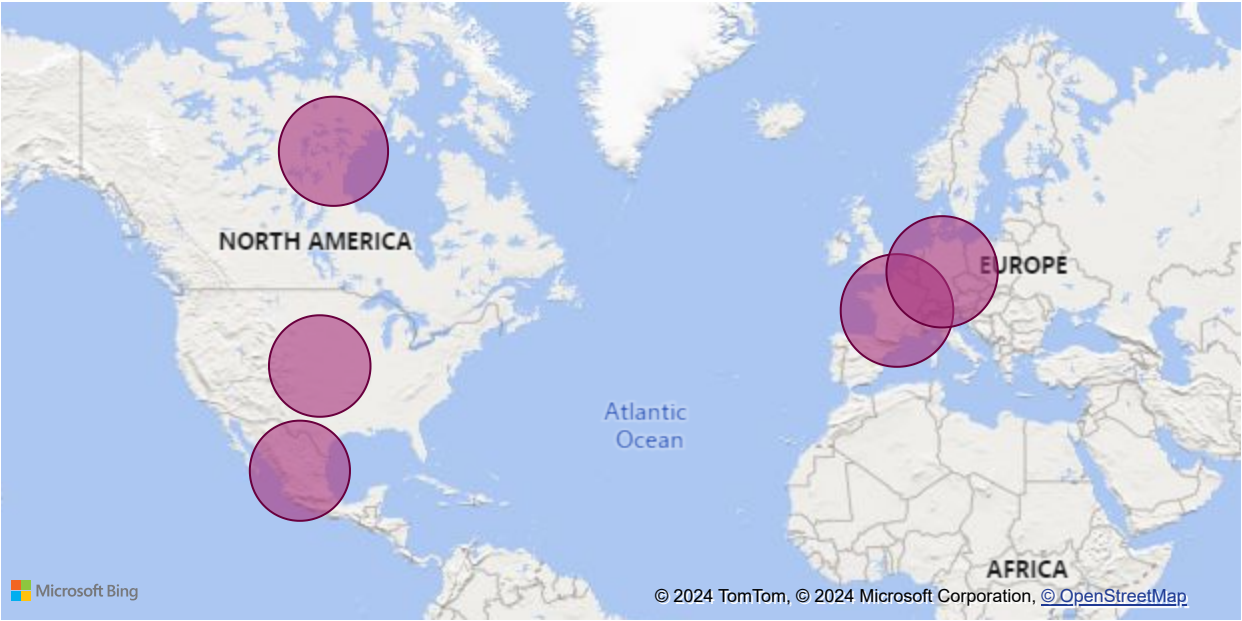 NORTH AMERICA
EUROPE
Atlantic
Ocean
AFRICA
Microsoft Bing
© 2024 TomTom, © 2024 Microsoft Corporation, © OpenStreetMap